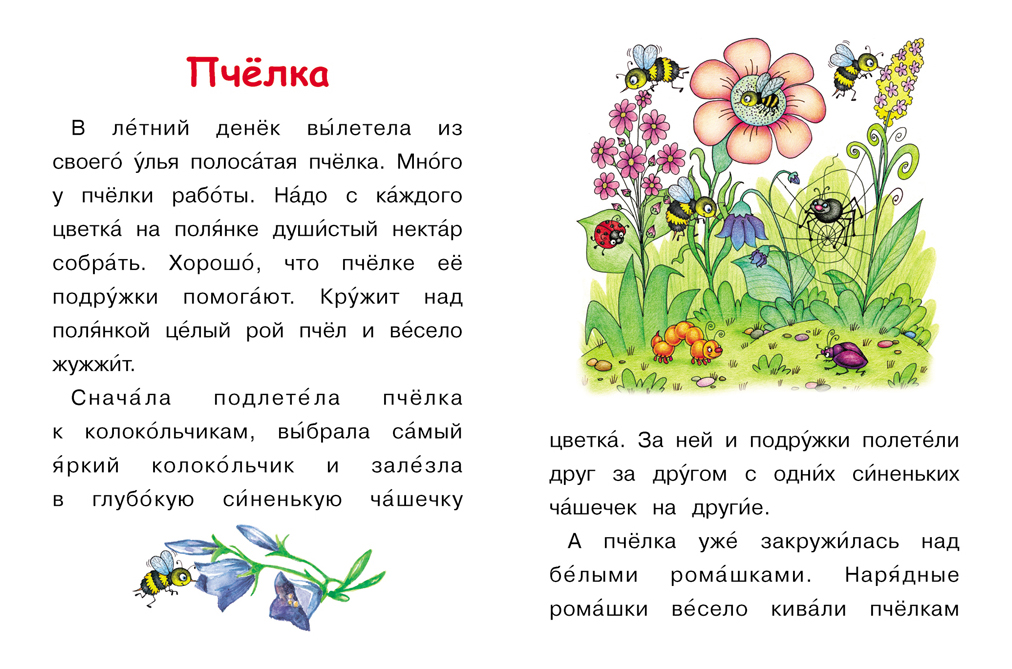 Пчёлка
В ле́тний денёк вы́летела из
своего́ у́лья полоса́тая пчёлка. Мно́го
у пчёлки рабо́ты. На́до с ка́ждого
цветка́ на поля́нке души́стый некта́р
собра́ть. Хорошо́, что пчёлке её
подру́жки помога́ют. Кру́жит над
поля́нкой це́лый рой пчёл и ве́село
жужжи́т.
Снача́ла подлете́ла пчёлка
к колоко́льчикам, вы́брала са́мый
я́ркий колоко́льчик и зале́зла
в глубо́кую си́ненькую ча́шечку
цветка́. За ней и подру́жки полете́ли
друг за дру́гом с одни́х си́неньких
ча́шечек на други́е.
А пчёлка уже́ закружи́лась над
бе́лыми рома́шками. Наря́дные
рома́шки ве́село кива́ли пчёлкам